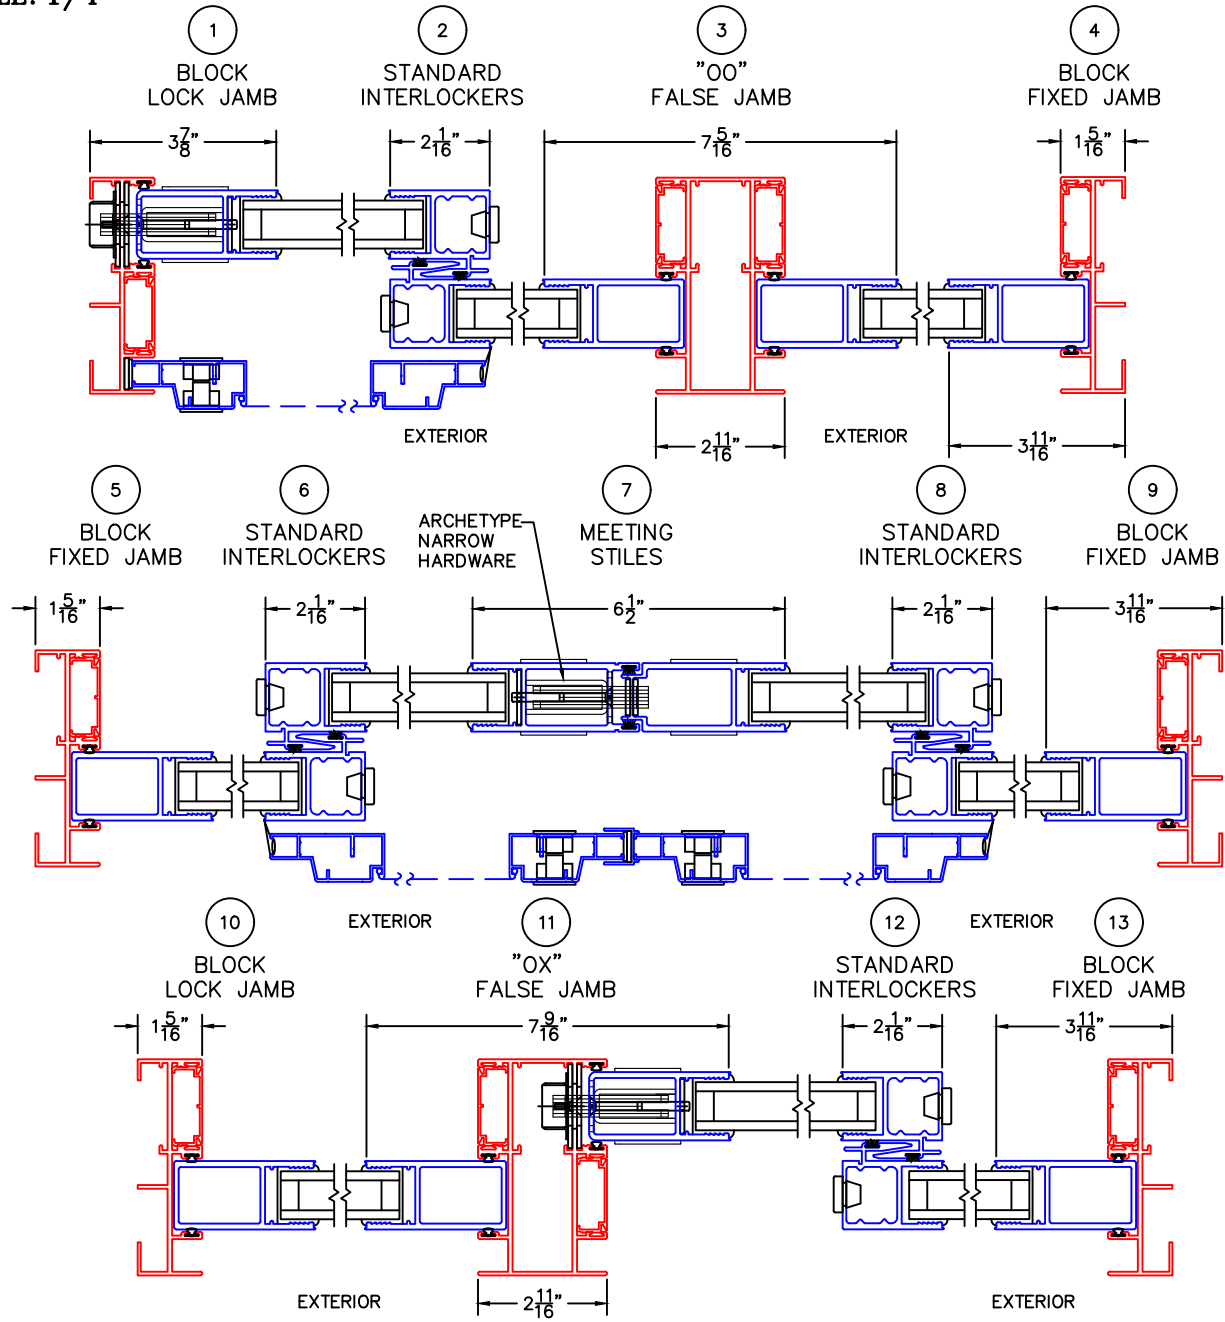 1
2
3
4
BLOCK
LOCK JAMB
STANDARD
INTERLOCKERS
"OO"
FALSE JAMB
BLOCK
FIXED JAMB
3 7/8"
2 1/16"
7 5/16"
1 5/16"
EXTERIOR
2 11/16"
EXTERIOR
3 11/16"
5
6
7
8
9
BLOCK
FIXED JAMB
STANDARD
INTERLOCKERS
ARCHETYPE
NARROW
HARDWARE
MEETING
STILES
STANDARD
INTERLOCKERS
BLOCK
FIXED JAMB
1 5/16"
2 1/16"
6 1/2"
2 1/16"
3 11/16"
EXTERIOR
EXTERIOR
10
11
12
13
BLOCK
LOCK JAMB
"OX"
FALSE JAMB
STANDARD
INTERLOCKERS
BLOCK
FIXED JAMB
1 5/16"
7 9/16"
2 1/16"
3 11/16"
EXTERIOR
2 11/16"
EXTERIOR